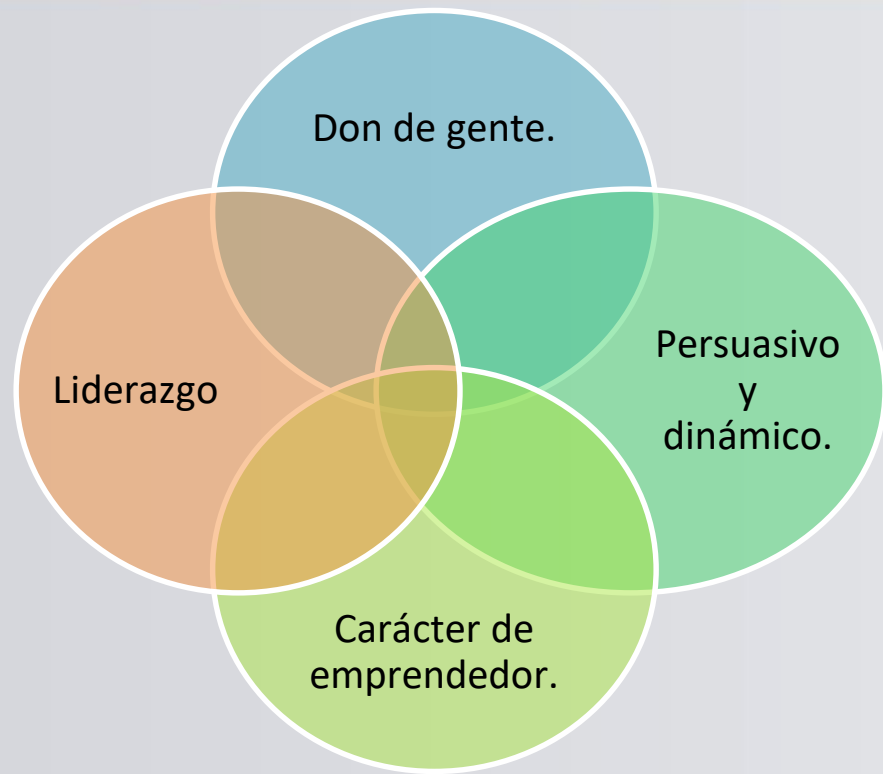 Don de gente.
Persuasivo
y
dinámico.
Liderazgo
Carácter de
emprendedor.